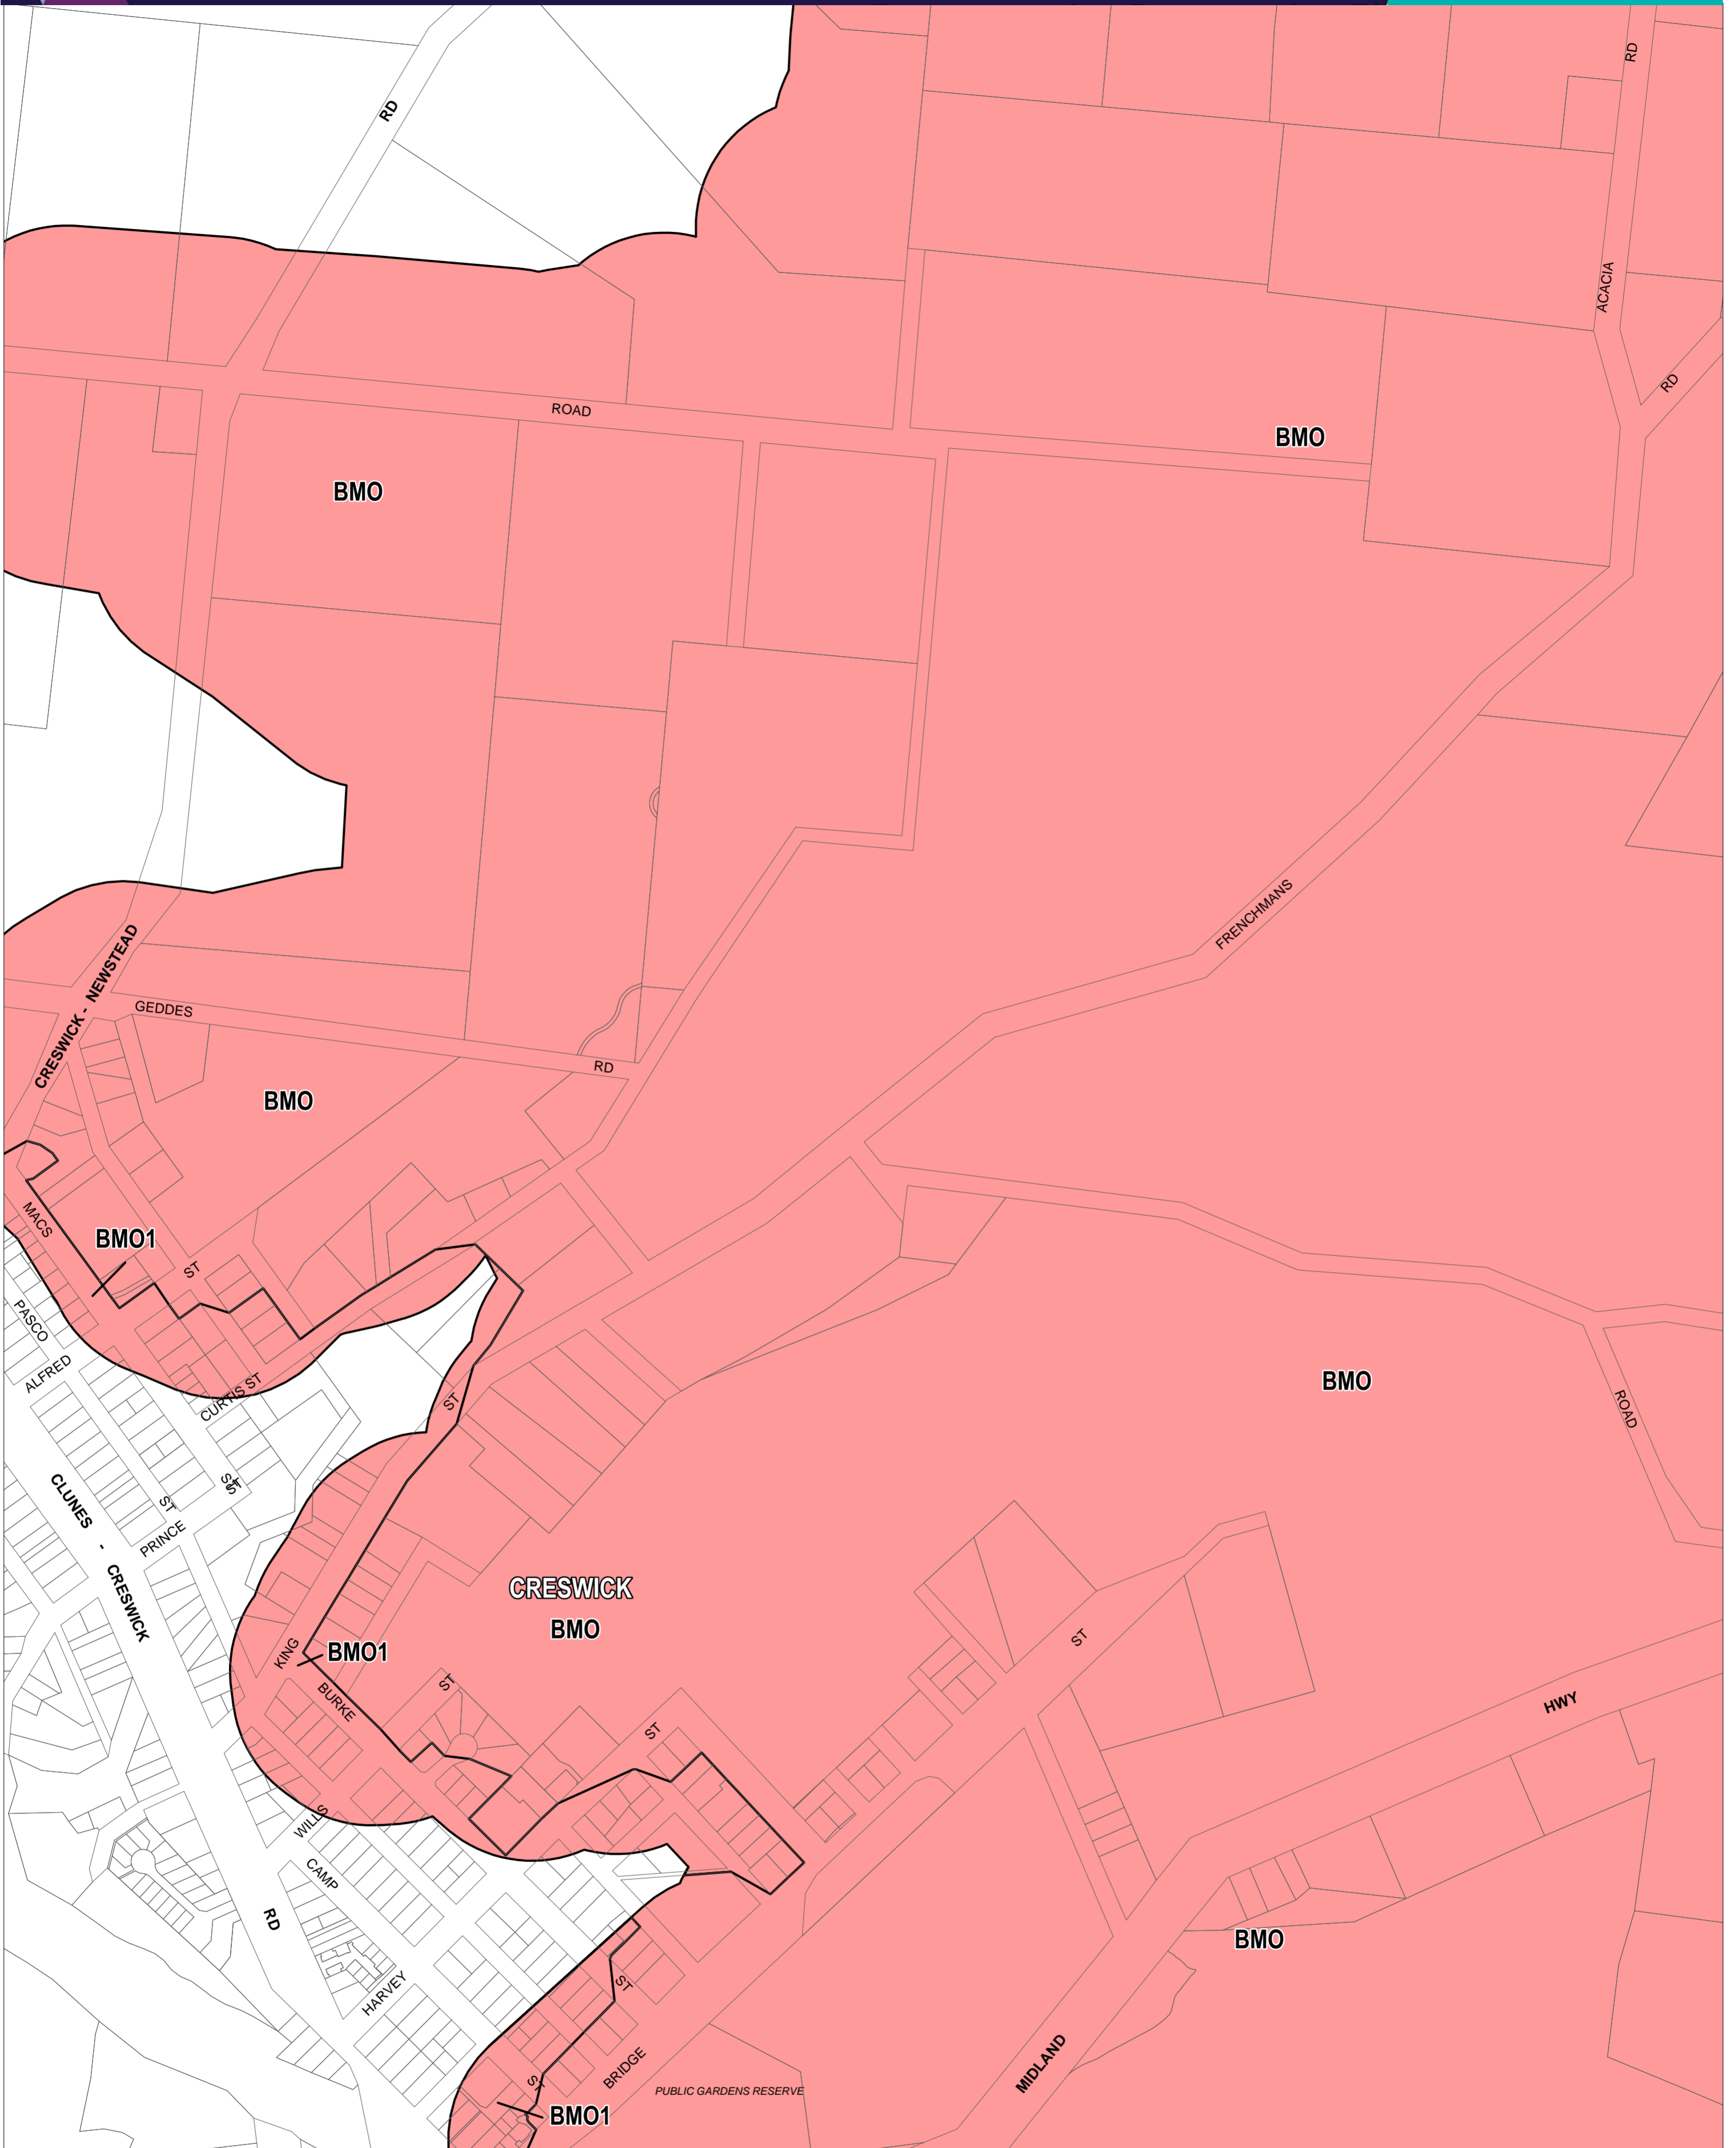 RD
RD
ACACIA
RD
ROAD
BMO
BMO
FRENCHMANS
CRESWICK - NEWSTEAD
GEDDES
RD
BMO
MACS
BMO1
ST
PASCO
ALFRED
CURTIS ST
ST
BMO
ROAD
CLUNES - CRESWICK
ST
ST
ST
PRINCE
CRESWICK
BMO
KING
BMO1
ST
BURKE
ST
ST
HWY
WILLS
CAMP
RD
BMO
HARVEY
ST
ST
BRIDGE
MIDLAND
PUBLIC GARDENS RESERVE
BMO1